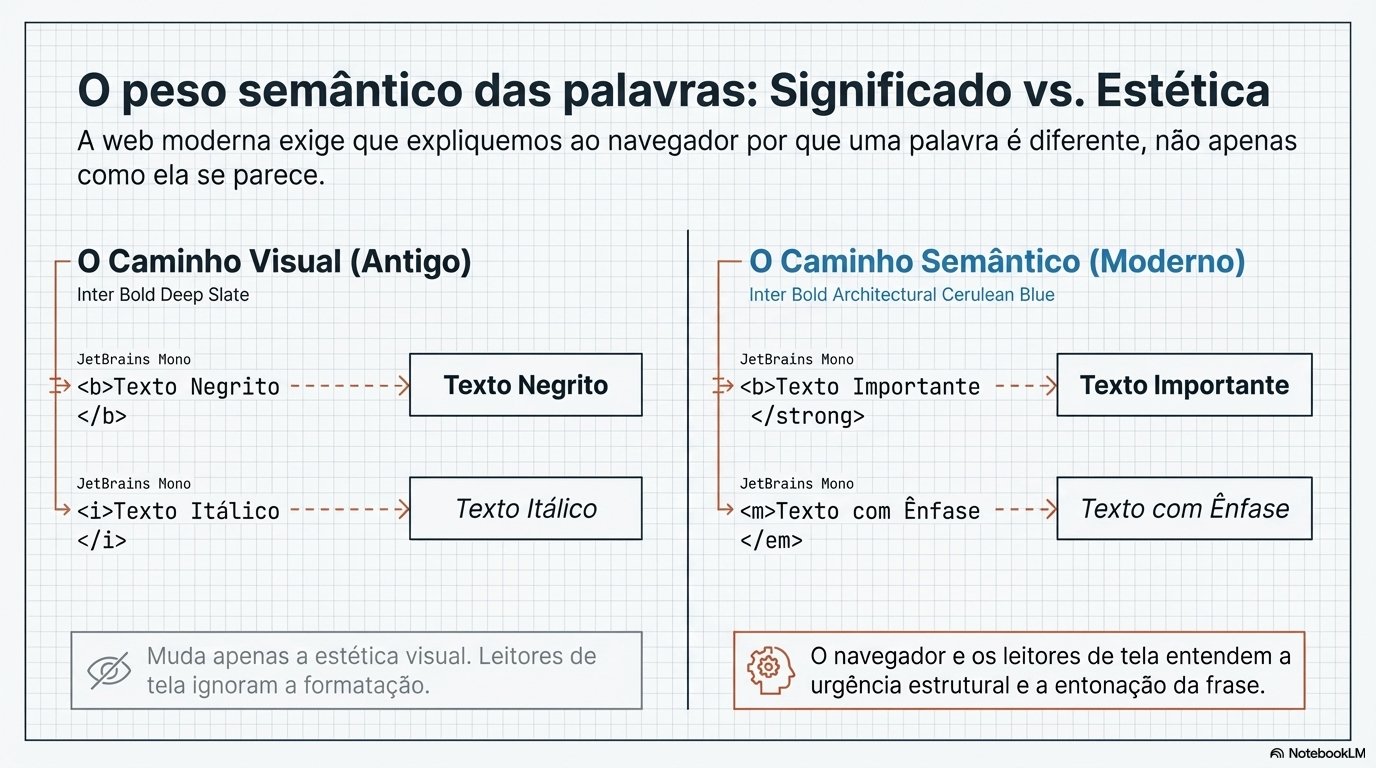 O peso semântico das palavras: Significado vs. Estética
A web moderna exige que expliquemos ao navegador por que uma palavra é diferente, não apenas
como ela se parece.
O Caminho Visual (Antigo)
Inter Bold Deep Slate
JetBrains Mono
<b>Texto Negrito
</b>
Texto Negrito
JetBrains Mono
<i>Texto Itálico
</i>
Texto Itálico
Muda apenas a estética visual. Leitores de
tela ignoram a formatação.
O Caminho Semântico (Moderno)
Inter Bold Architectural Cerulean Blue
JetBrains Mono
<b>Texto Importante
</strong>
Texto Importante
JetBrains Mono
<m>Texto com Ênfase
</em>
Texto com Ênfase
O navegador e os leitores de tela entendem a
urgência estrutural e a entonação da frase.
NotebookLM